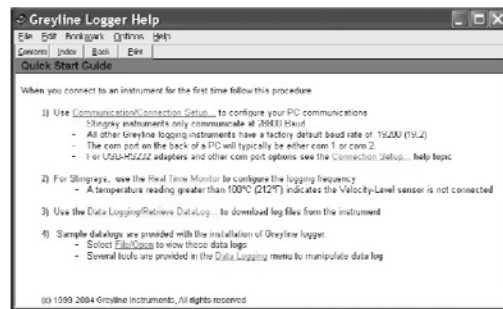 Greyline Logger Help
File Edit Bookmark Options Help
Contents Index Back Print
Quick Start Guide
When you connect to an instrument for the first time follow this procedure
1) Use Communication/Connection Setup... to configure your PC communications
- Stingray instruments only communicate at 28800 Baud
- All other Greyline logging instruments have a factory default baud rate of 19200 (19.2)
- The com port on the back of a PC will typically be either com 1 or com 2.
- For USB-RS232 adapters and other com port options see the Connection Setup... help topic
2) For Stingrays, use the Real Time Monitor to configure the logging frequency
- A temperature reading greater than 100°C (212°F) indicates the Velocity-Level sensor is not connected
3) Use the Data Logging/Retrieve DataLog... to download log files from the instrument
4) Sample datalogs are provided with the installation of Greyline logger.
- Select File/Open to view these data logs
- Several tools are provided in the Data Logging menu to manipulate data log
(c) 1999-2004 Greyline Instruments, All rights reserved